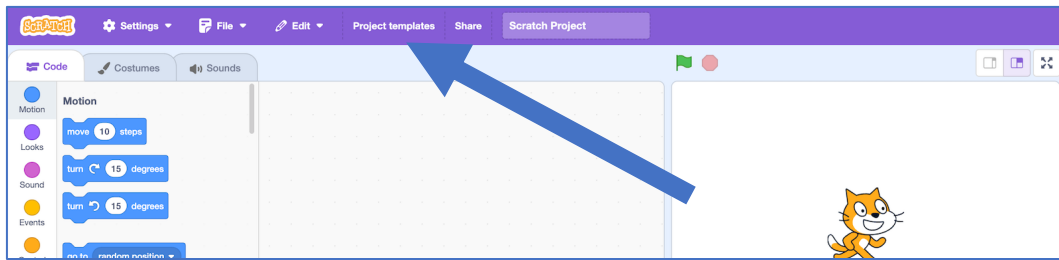 SCRATCH Settings File Edit Project templates Share Scratch Project
Code Costumes Sounds
Motion
Looks
Sound
Events
Motion
move 10 steps
turn 15 degrees
turn 15 degrees
go to random position